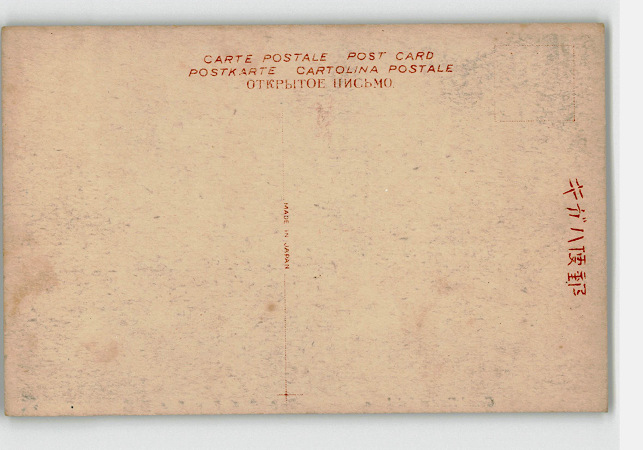 CARTE POSTALE POST CARD
POSTKARTE CARTOLINA POSTALE
ОТКРЫТОЕ ПИСЬМО
MADE IN JAPAN
キガハ便郵